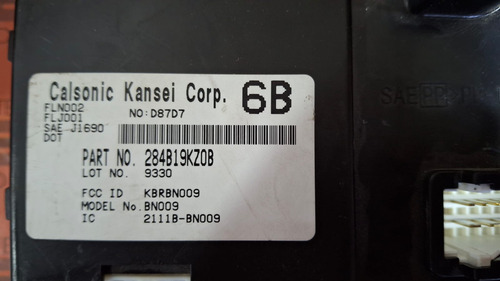 Calsonic Kansei Corp. 6B
FLN002
FLJ001
NO:D87D7
SAE J1690
DOT
PART NO. 284B19KZ0B
LOT NO. 9330
FCC ID KBRBN009
MODEL No. BN009
IC 2111B-BN009
SAE PP